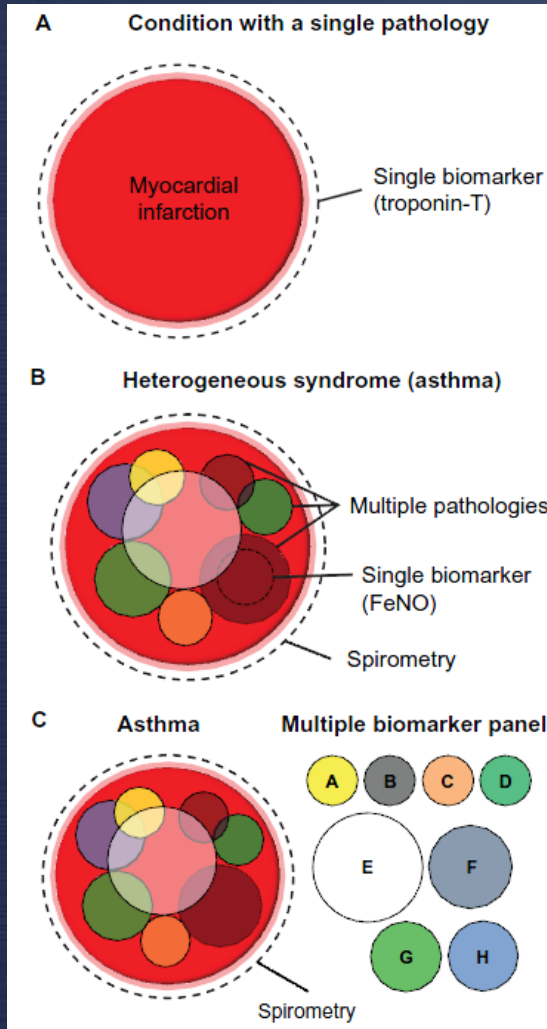 A Condition with a single pathology
Myocardial
infarction
Single biomarker
(troponin-T)
B Heterogeneous syndrome (asthma)
Multiple pathologies
Single biomarker
(FeNO)
Spirometry
C Asthma Multiple biomarker panel
A B C D
E F
G H
Spirometry